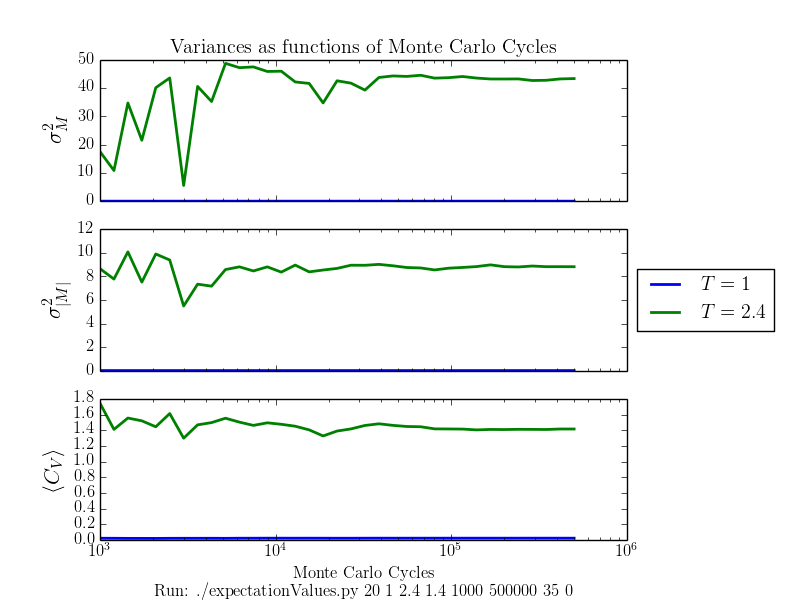 Variances as functions of Monte Carlo Cycles
50
40
30
20
10
0
σ²_M
12
10
8
6
4
2
0
σ²_|M|
T = 1
T = 2.4
1.8
1.6
1.4
1.2
1.0
0.8
0.6
0.4
0.2
0.0
⟨C_V⟩
10³ 10⁴ 10⁵ 10⁶
Monte Carlo Cycles
Run: ./expectationValues.py 20 1 2.4 1.4 1000 500000 35 0